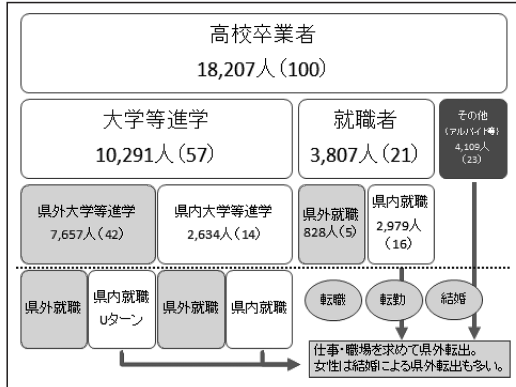 高校卒業者
18,207人(100)
大学等進学
10,291人(57)
就職者
3,807人(21)
その他
(アルバイト等)
4,109人
(23)
県外大学等進学
7,657人(42)
県内大学等進学
2,634人(14)
県外就職
828人(5)
県内就職
2,979人
(16)
県外就職
県内就職
Uターン
県外就職
県内就職
転職
転勤
結婚
仕事・職場を求めて県外転出。
女性は結婚による県外転出も多い。